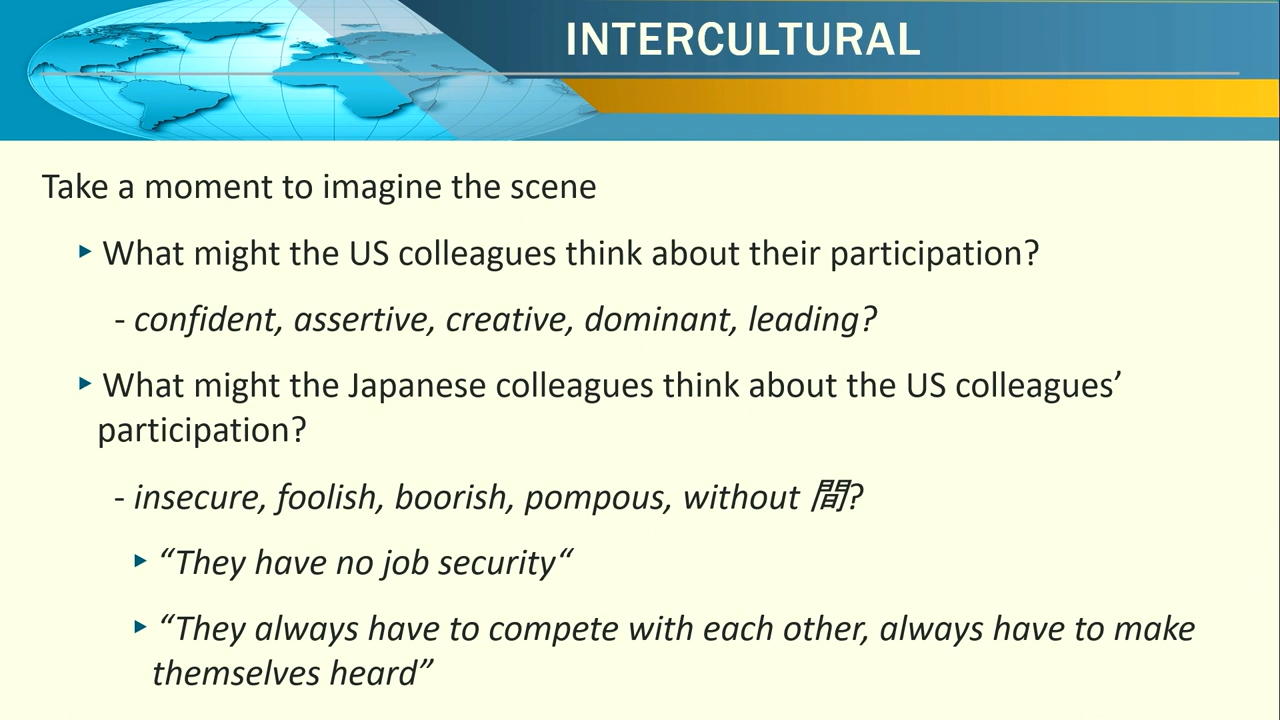 INTERCULTURAL
Take a moment to imagine the scene
▸ What might the US colleagues think about their participation?
- confident, assertive, creative, dominant, leading?
▸ What might the Japanese colleagues think about the US colleagues’
participation?
- insecure, foolish, boorish, pompous, without 間?
▸ “They have no job security“
▸ “They always have to compete with each other, always have to make
themselves heard”